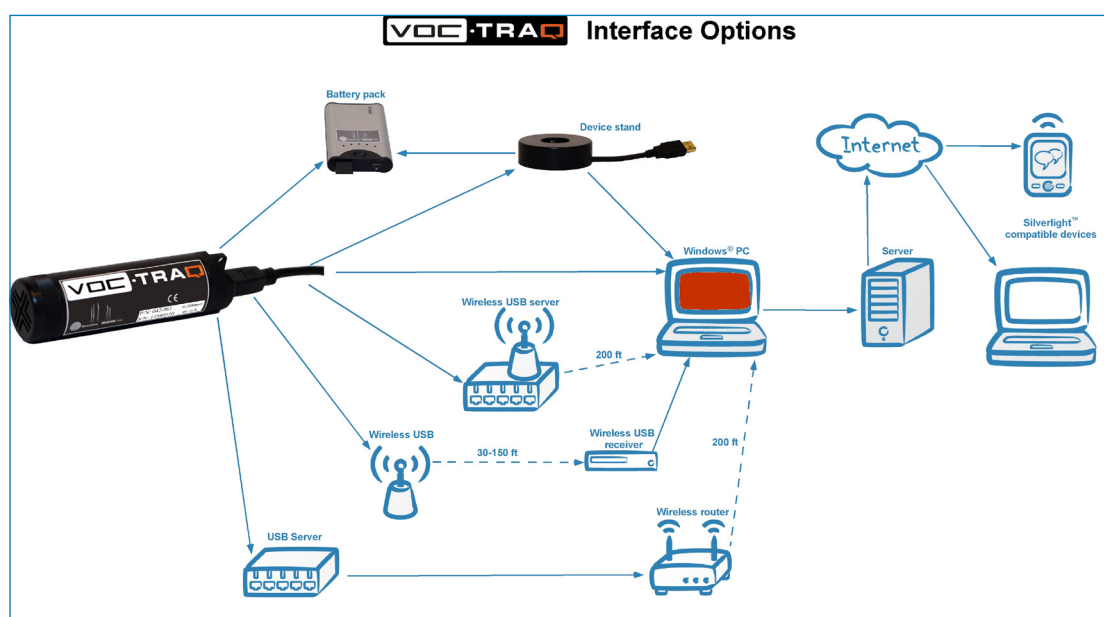 VOC·TRAQ Interface Options
Battery pack
Device stand
Internet
Silverlight™
compatible devices
Windows® PC
Server
VOC·TRAQ
Wireless USB server
200 ft
Wireless USB
30-150 ft
Wireless USB
receiver
200 ft
Wireless router
USB Server